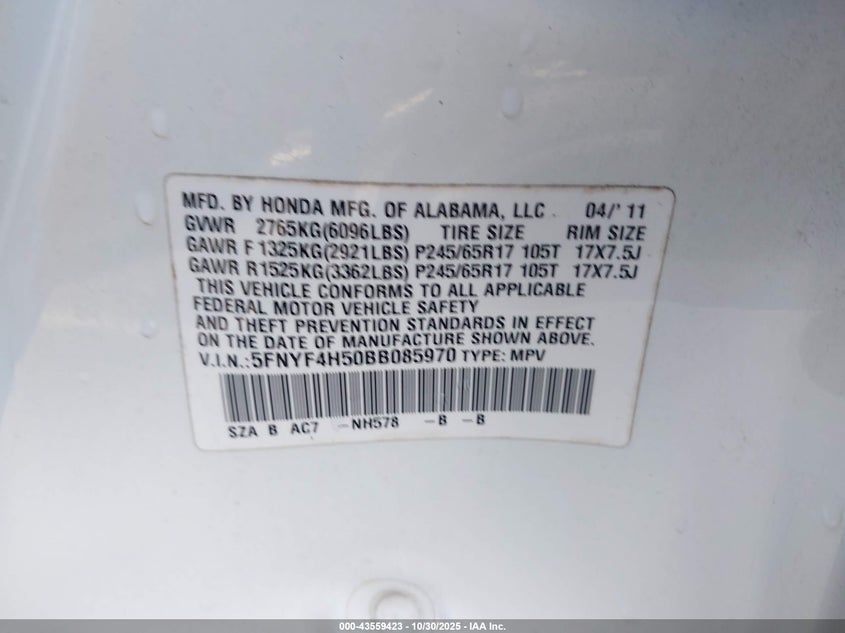 MFD. BY HONDA MFG. OF ALABAMA, LLC. 04/' 11
GVWR 2765KG(6096LBS) TIRE SIZE RIM SIZE
GAWR F 1325KG(2921LBS) P245/65R17 105T 17X7.5J
GAWR R1525KG(3362LBS) P245/65R17 105T 17X7.5J
THIS VEHICLE CONFORMS TO ALL APPLICABLE
FEDERAL MOTOR VEHICLE SAFETY
AND THEFT PREVENTION STANDARDS IN EFFECT
ON THE DATE OF MANUFACTURE SHOWN ABOVE.
V.I.N.:5FNYF4H50BB085970 TYPE: MPV
SZA B AC7 -NH578 -B -B
000-43559423 - 10/30/2025 - IAA Inc.